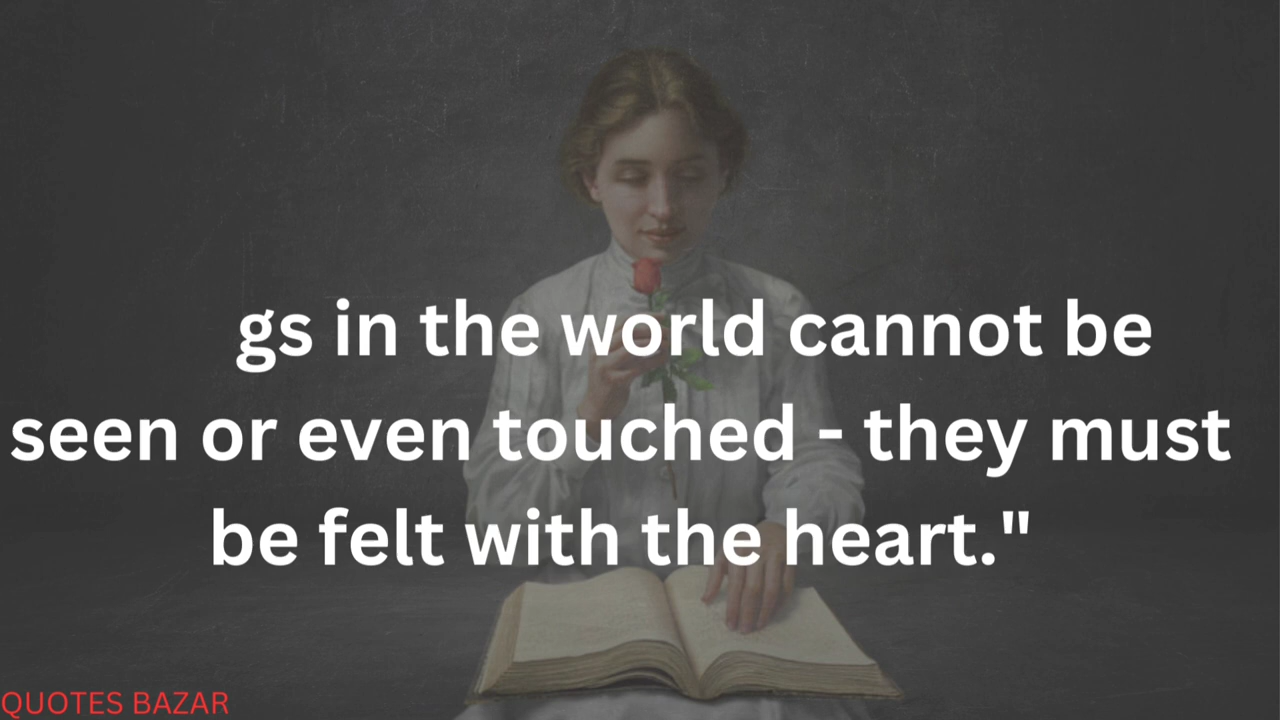 gs in the world cannot be
seen or even touched - they must
be felt with the heart."
QUOTES BAZAR